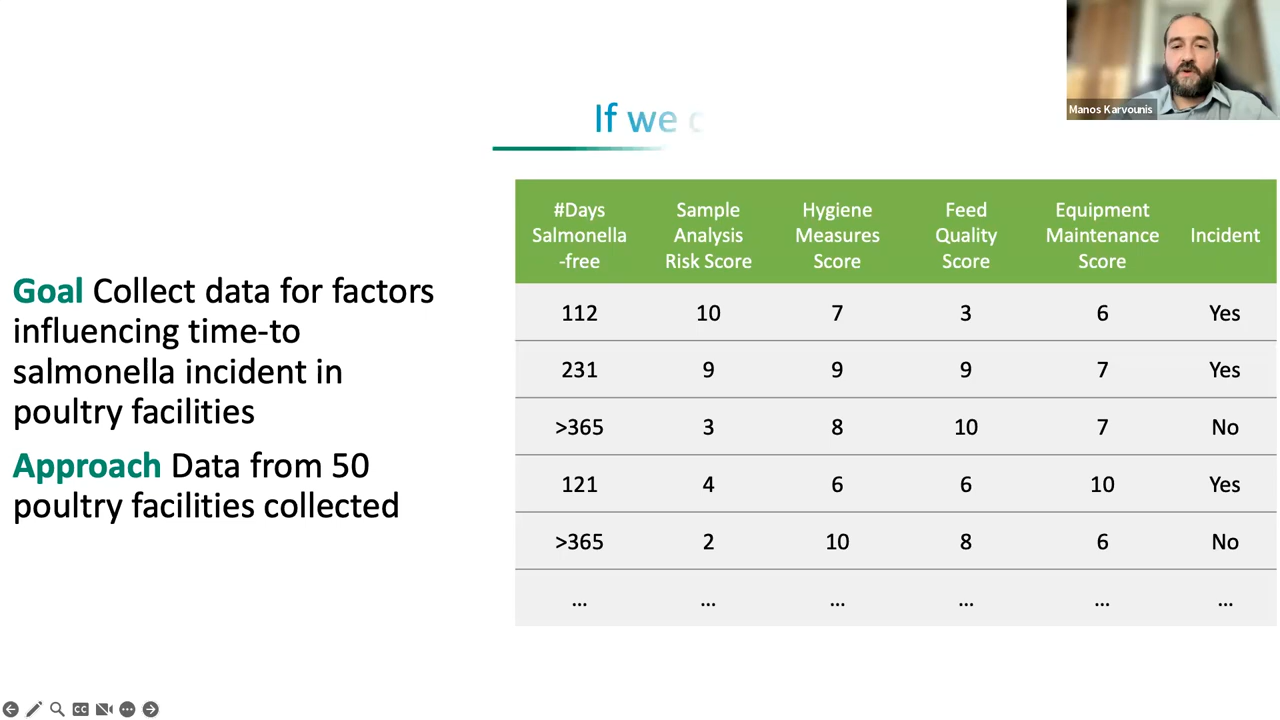 Manos Karvounis
If we
Goal Collect data for factors
influencing time-to
salmonella incident in
poultry facilities
Approach Data from 50
poultry facilities collected
#Days Salmonella -free Sample Analysis Risk Score Hygiene Measures Score Feed Quality Score Equipment Maintenance Score Incident
112 10 7 3 6 Yes
231 9 9 9 7 Yes
>365 3 8 10 7 No
121 4 6 6 10 Yes
>365 2 10 8 6 No
... ... ... ... ... ...
CC